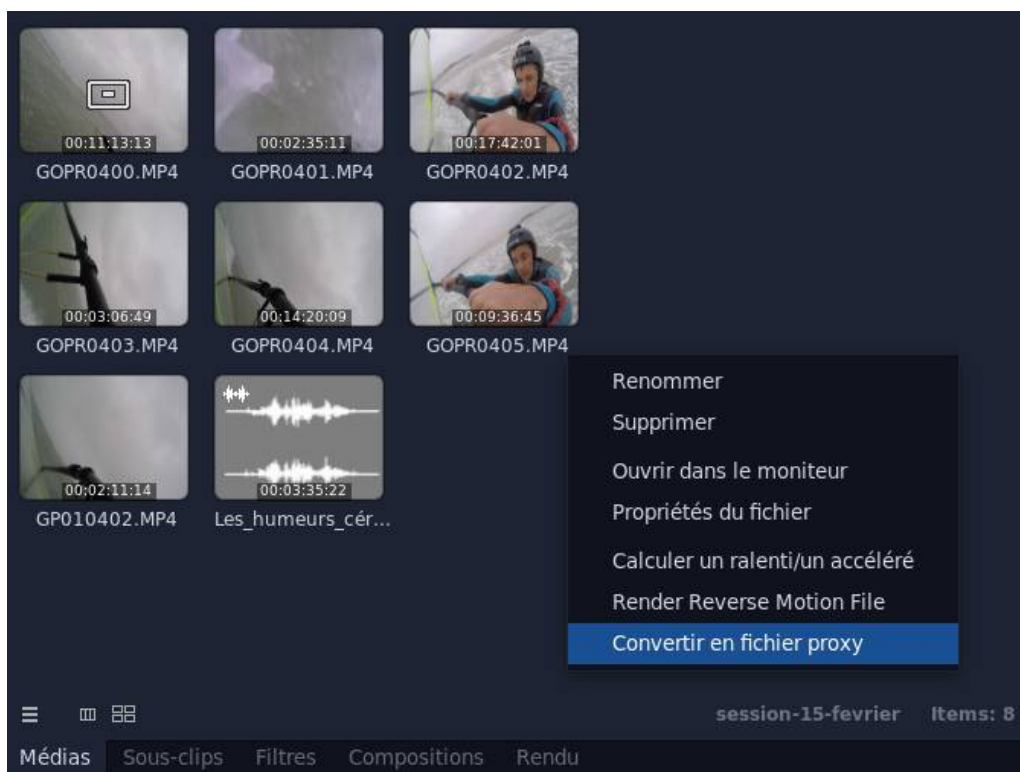 00:11:13:13 00:02:35:11 00:17:42:01
GOPR0400.MP4 GOPR0401.MP4 GOPR0402.MP4
00:03:06:49 00:14:20:09 00:09:36:45
GOPR0403.MP4 GOPR0404.MP4 GOPR0405.MP4
00:02:11:14 00:03:35:22
GP010402.MP4 Les_humeurs_cér...
Renommer
Supprimer
Ouvrir dans le moniteur
Propriétés du fichier
Calculer un ralenti/un accéléré
Render Reverse Motion File
Convertir en fichier proxy
session-15-fevrier Items: 8
Médias Sous-clips Filtres Compositions Rendu